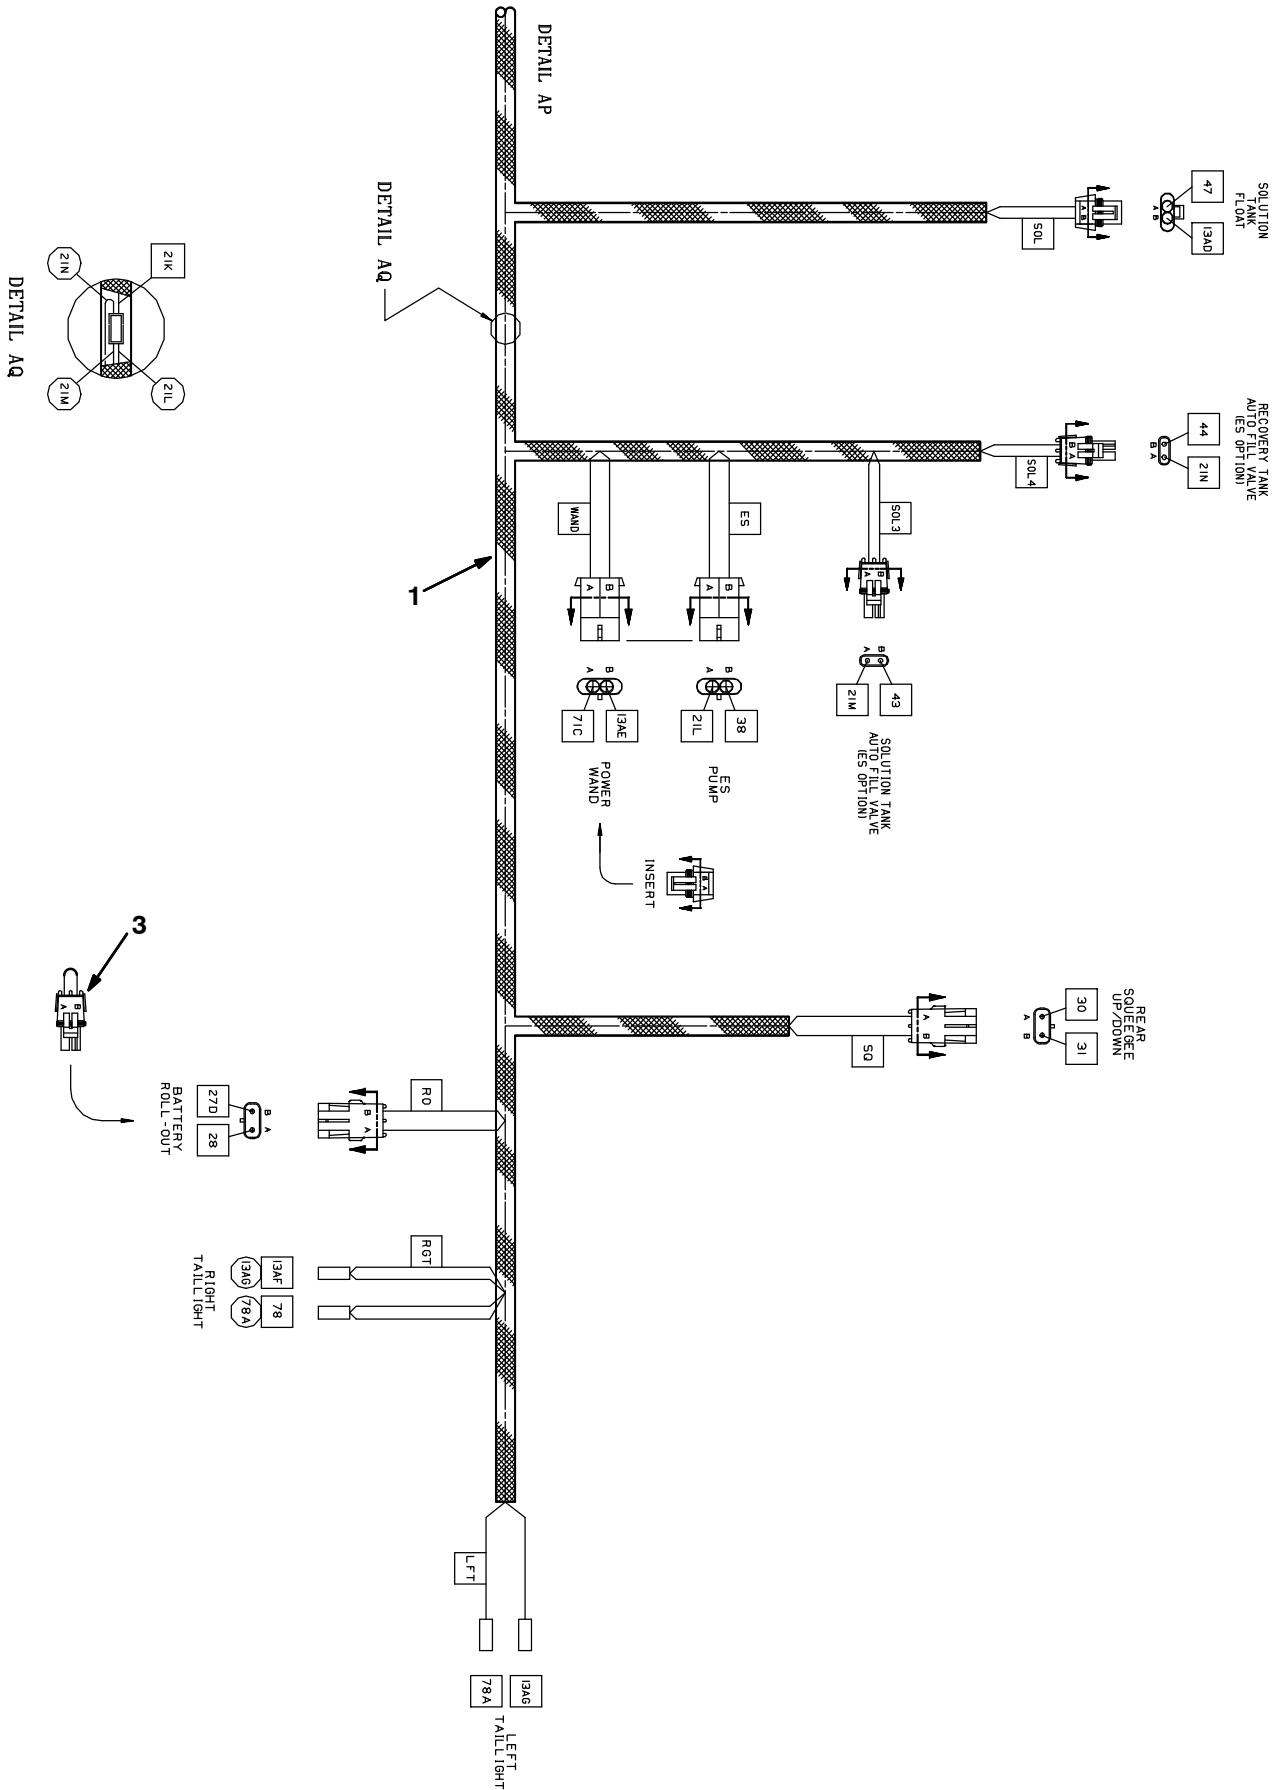 DETAIL AP
SOLUTION
TANK
FLOAT
47
13AD
A B
A B
SOL
DETAIL AQ
RECOVERY TANK
AUTO FILL VALVE
(ES OPTION)
44
21N
B A
B A
SOL4
SOL3
A B
A B
21M
43
SOLUTION TANK
AUTO FILL VALVE
(ES OPTION)
ES
A B
A B
21L
38
ES
PUMP
WAND
A B
A B
71C
13AE
POWER
WAND
INSERT
B A
1
REAR
SQUEEGEE
UP/DOWN
30
31
A B
A B
SQ
RO
B A
B A
27D
28
BATTERY
ROLL-OUT
3
A B
RGT
13AF
78
13AG
78A
RIGHT
TAILLIGHT
LFT
13AG
78A
LEFT
TAILLIGHT
21K
21N
21L
21M
DETAIL AQ